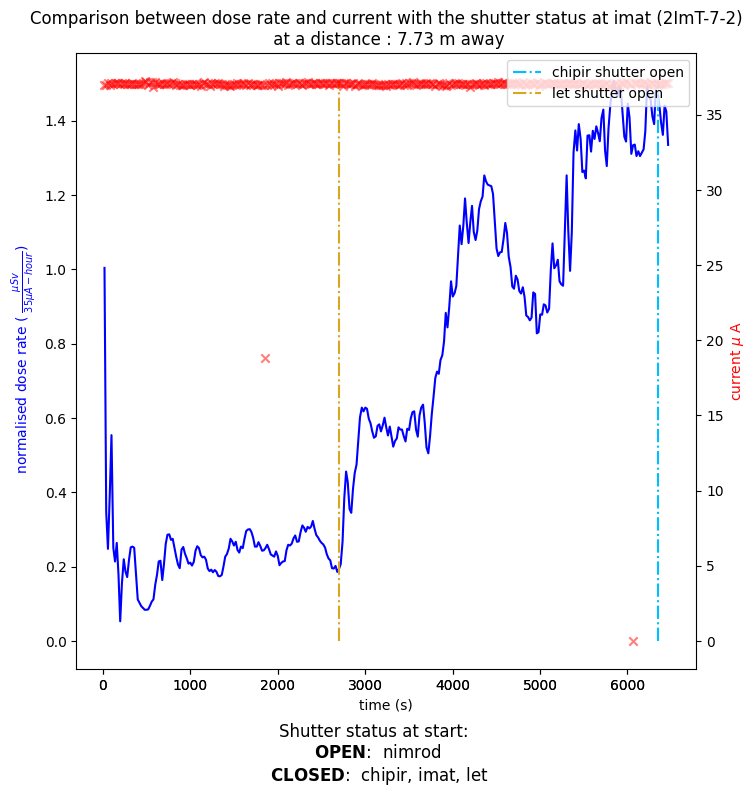 Comparison between dose rate and current with the shutter status at imat (2ImT-7-2)
at a distance : 7.73 m away
chipir shutter open
let shutter open
1.4
1.2
1.0
0.8
0.6
0.4
0.2
0.0
normalised dose rate ( μSv / 35μA − hour )
35
30
25
20
15
10
5
0
current μ A
0 1000 2000 3000 4000 5000 6000
time (s)
Shutter status at start:
OPEN: nimrod
CLOSED: chipir, imat, let